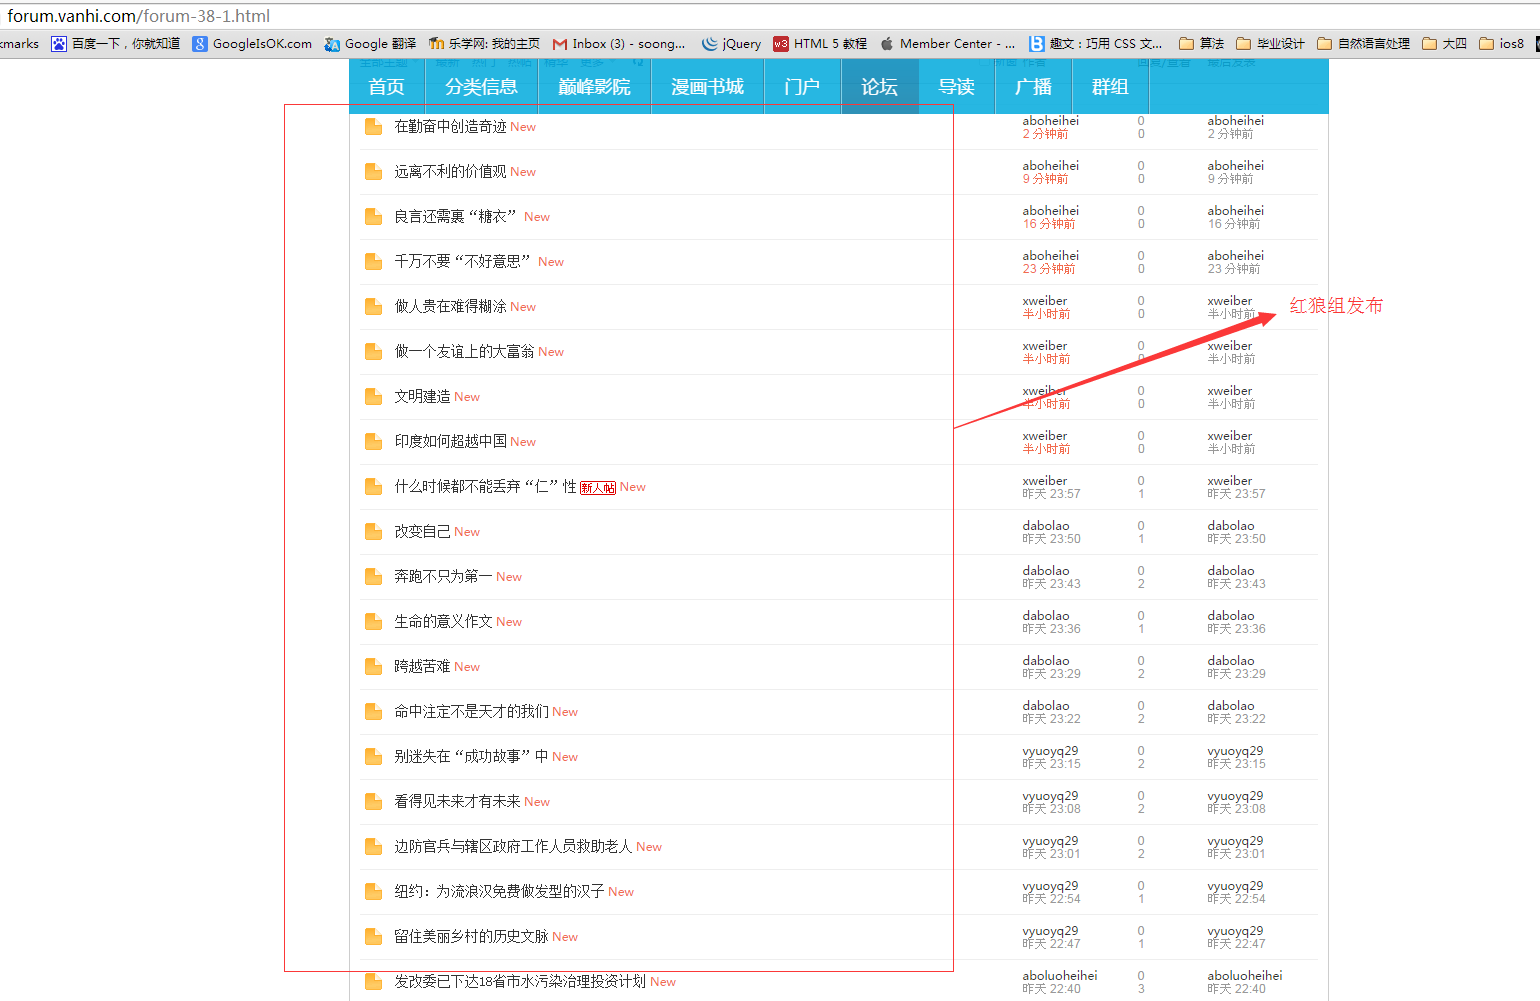 forum.vanhi.com/forum-38-1.html
kmarks 百度一下，你就知道 GoogleIsOK.com Google 翻译 乐学网: 我的主页 Inbox (3) - soong... jQuery HTML 5 教程 Member Center - ... 趣文：巧用 CSS 文... 算法 毕业设计 自然语言处理 大四 ios8
首页 分类信息 巅峰影院 漫画书城 门户 论坛 导读 广播 群组
在勤奋中创造奇迹 New aboheihei 0 aboheihei
2 分钟前 0 2 分钟前
远离不利的价值观 New aboheihei 0 aboheihei
9 分钟前 0 9 分钟前
良言还需裹“糖衣” New aboheihei 0 aboheihei
16 分钟前 0 16 分钟前
千万不要“不好意思” New aboheihei 0 aboheihei
23 分钟前 0 23 分钟前
做人贵在难得糊涂 New xweiber 0 xweiber
半小时前 0 半小时前
红狼组发布
做一个友谊上的大富翁 New xweiber 0 xweiber
半小时前 0 半小时前
文明建造 New xweiber 0 xweiber
半小时前 0 半小时前
印度如何超越中国 New xweiber 0 xweiber
半小时前 0 半小时前
什么时候都不能丢弃“仁”性 新人帖 New xweiber 0 xweiber
昨天 23:57 1 昨天 23:57
改变自己 New dabolao 0 dabolao
昨天 23:50 1 昨天 23:50
奔跑不只为第一 New dabolao 0 dabolao
昨天 23:43 2 昨天 23:43
生命的意义作文 New dabolao 0 dabolao
昨天 23:36 1 昨天 23:36
跨越苦难 New dabolao 0 dabolao
昨天 23:29 2 昨天 23:29
命中注定不是天才的我们 New dabolao 0 dabolao
昨天 23:22 2 昨天 23:22
别迷失在“成功故事”中 New vyuoyq29 0 vyuoyq29
昨天 23:15 2 昨天 23:15
看得见未来才有未来 New vyuoyq29 0 vyuoyq29
昨天 23:08 2 昨天 23:08
边防官兵与辖区政府工作人员救助老人 New vyuoyq29 0 vyuoyq29
昨天 23:01 2 昨天 23:01
纽约：为流浪汉免费做发型的汉子 New vyuoyq29 0 vyuoyq29
昨天 22:54 1 昨天 22:54
留住美丽乡村的历史文脉 New vyuoyq29 0 vyuoyq29
昨天 22:47 1 昨天 22:47
发改委已下达18省市水污染治理投资计划 New aboluoheihei 0 aboluoheihei
昨天 22:40 3 昨天 22:40